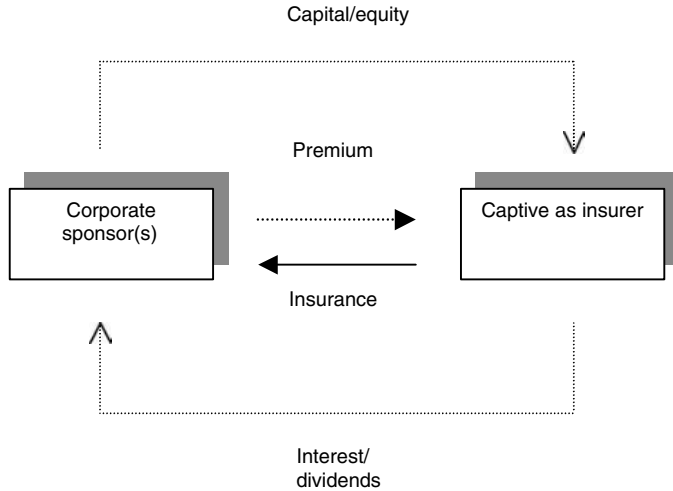 Capital/equity
Premium
Corporate
sponsor(s)
Captive as insurer
Insurance
Interest/
dividends